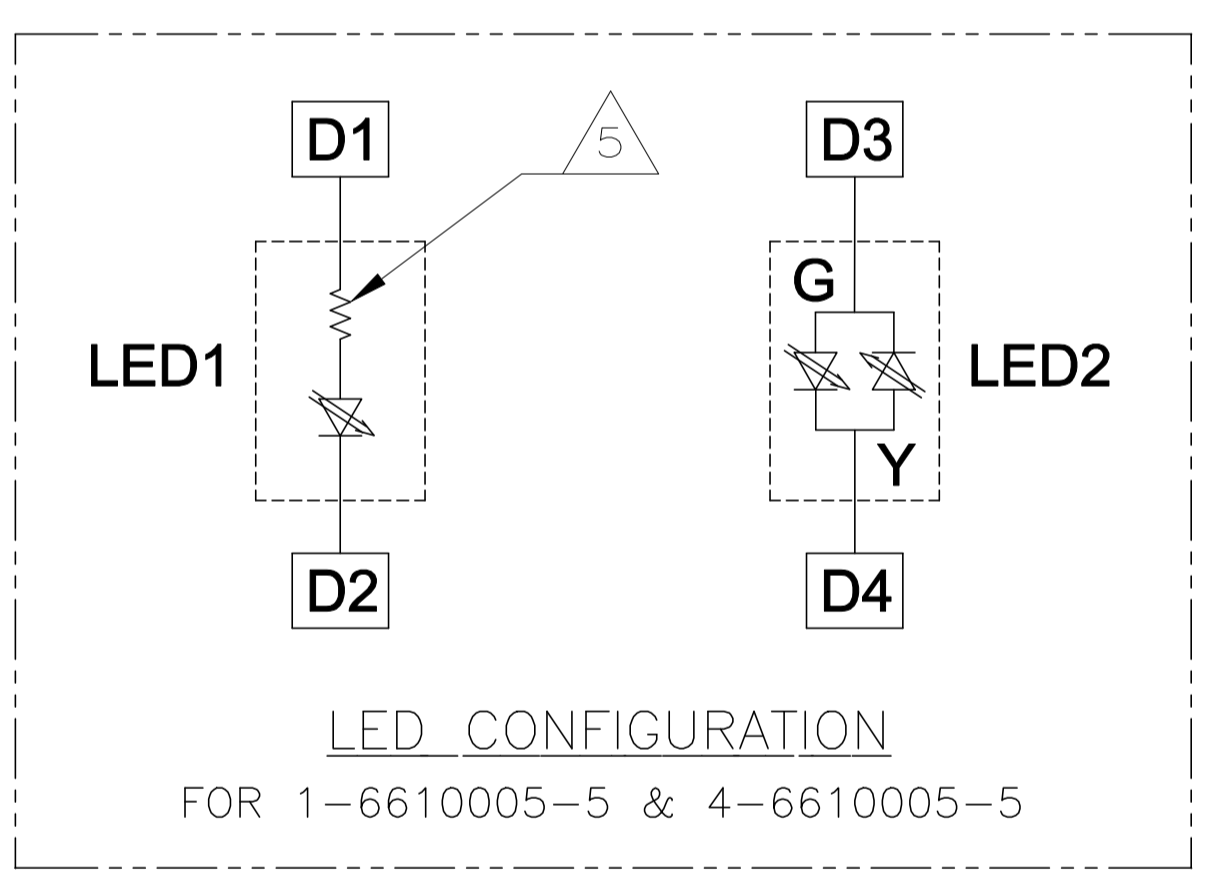 D1
5
D3
G
LED1
LED2
Y
D2
D4
LED CONFIGURATION
FOR 1-6610005-5 & 4-6610005-5